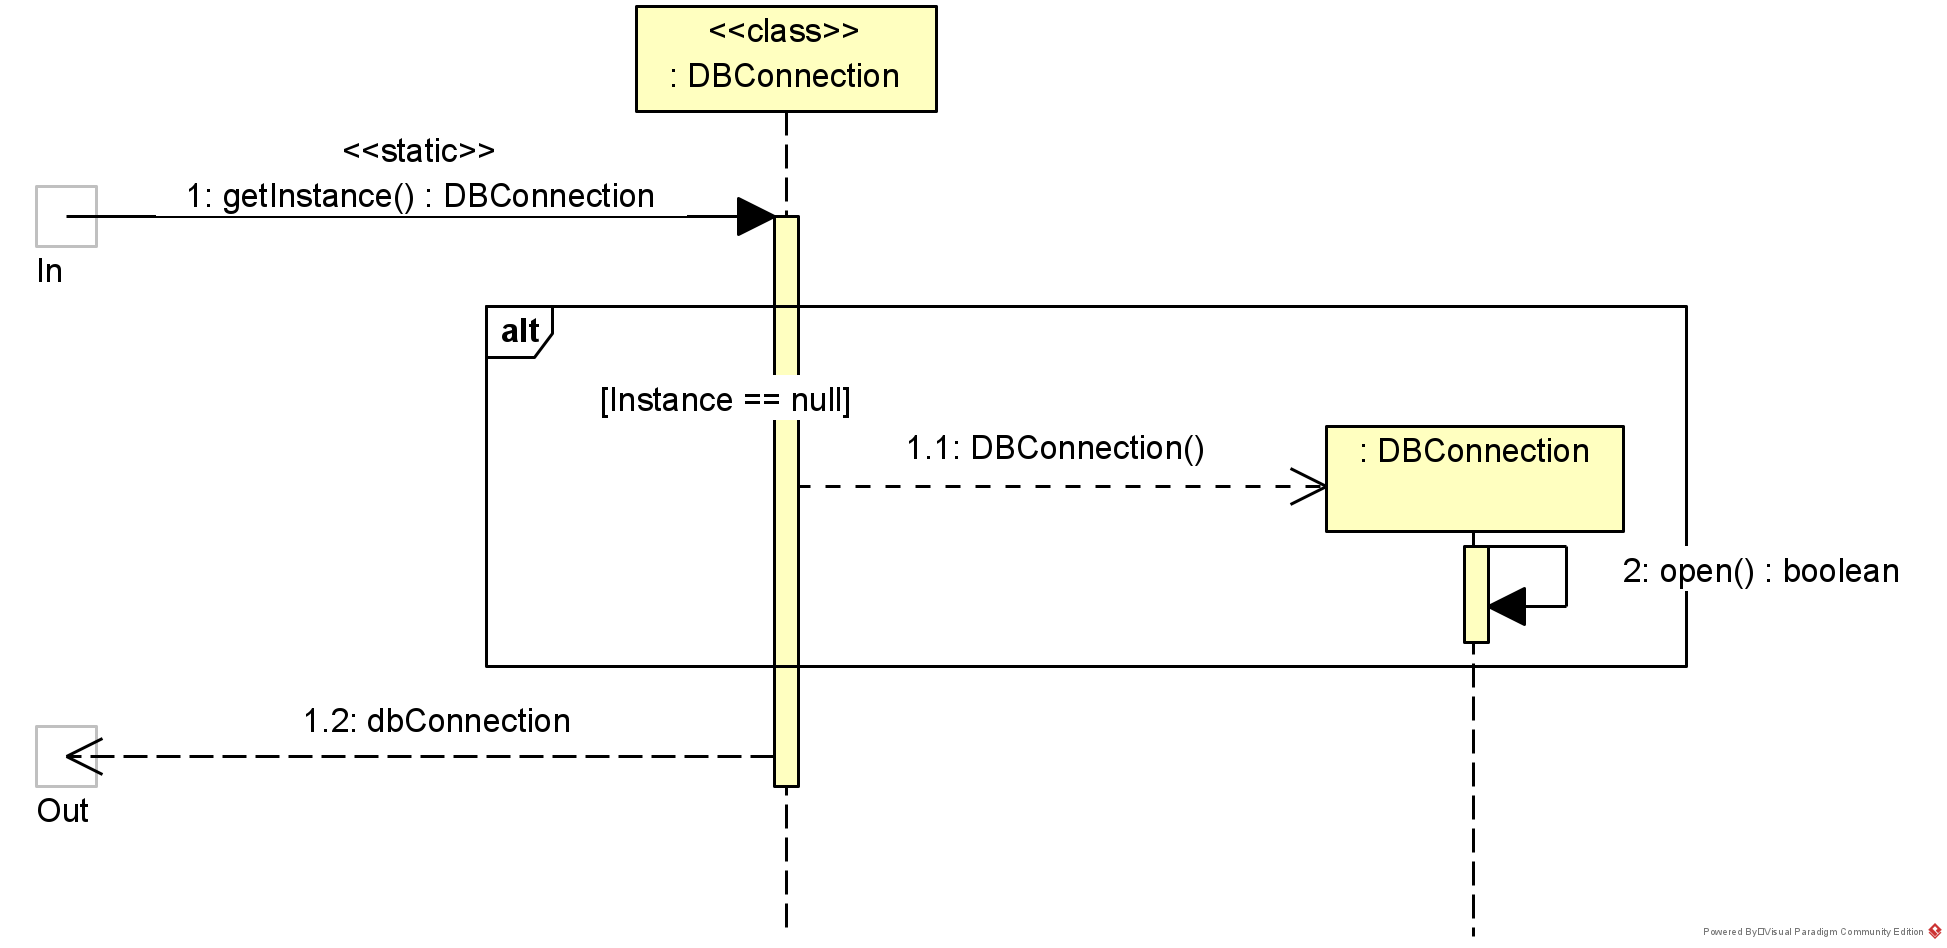 <<class>>
: DBConnection
<<static>>
1: getInstance() : DBConnection
In
alt
[Instance == null]
1.1: DBConnection()
: DBConnection
2: open() : boolean
1.2: dbConnection
Out
Powered By□Visual Paradigm Community Edition